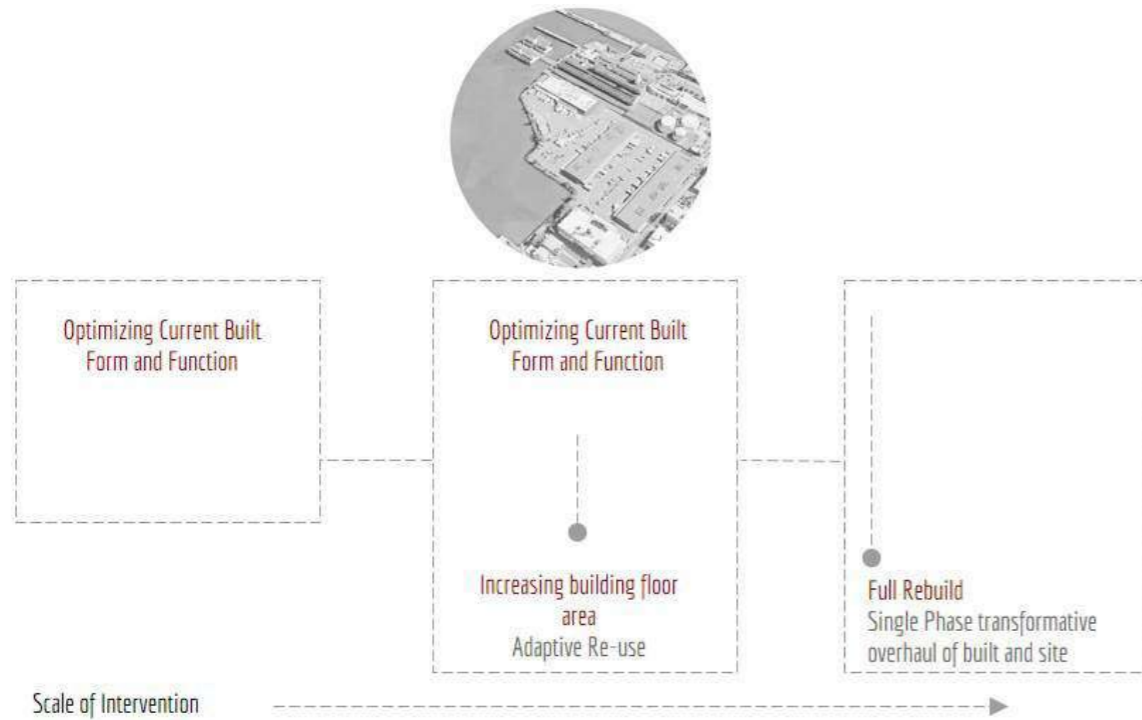 Optimizing Current Built
Form and Function
Optimizing Current Built
Form and Function
Increasing building floor
area
Adaptive Re-use
Full Rebuild
Single Phase transformative
overhaul of built and site
Scale of Intervention